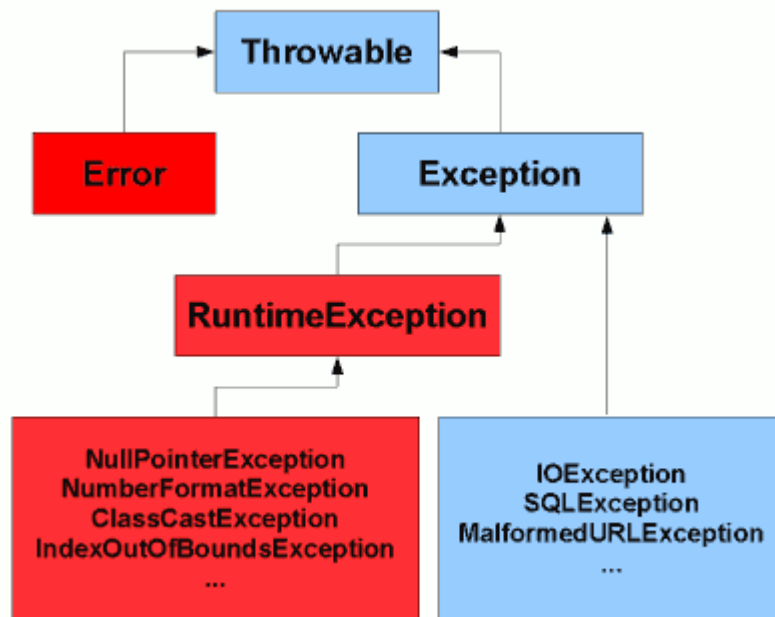 Throwable
Error
Exception
RuntimeException
NullPointerException
NumberFormatException
ClassCastException
IndexOutOfBoundsException
...
IOException
SQLException
MalformedURLException
...